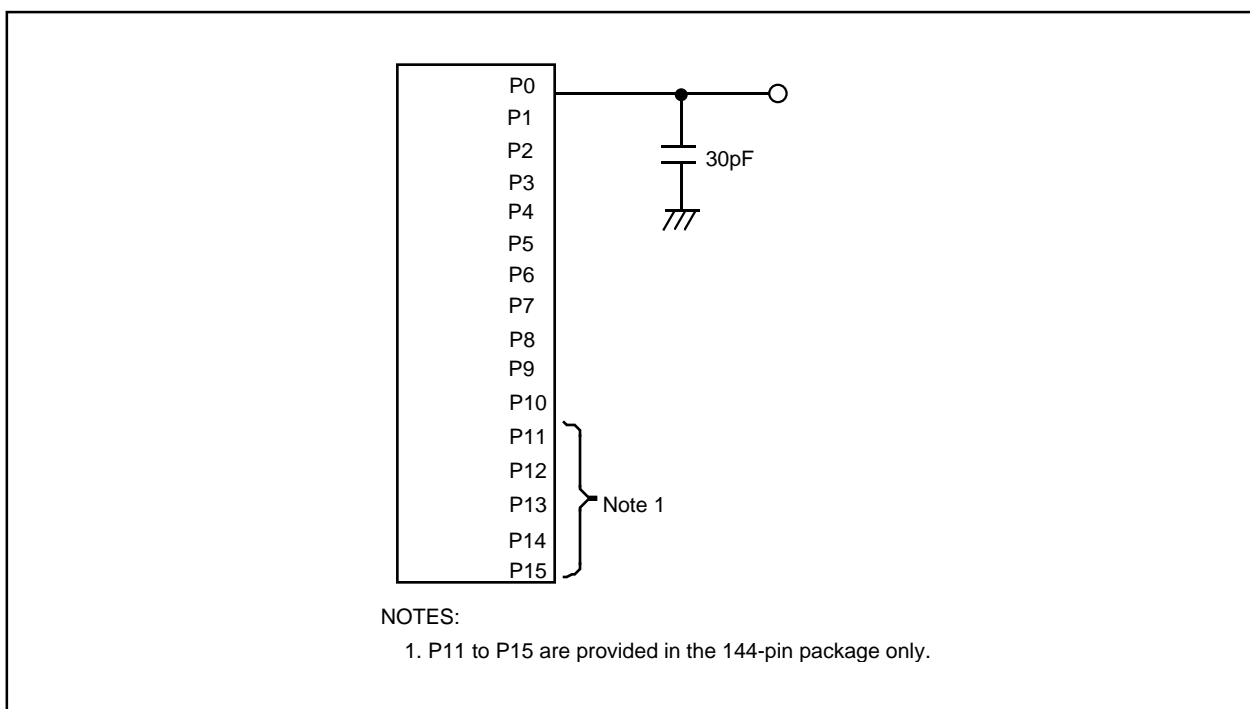 P0
P1
P2
30pF
P3
P4
P5
P6
P7
P8
P9
P10
P11
P12
P13
Note 1
P14
P15
NOTES:
1. P11 to P15 are provided in the 144-pin package only.